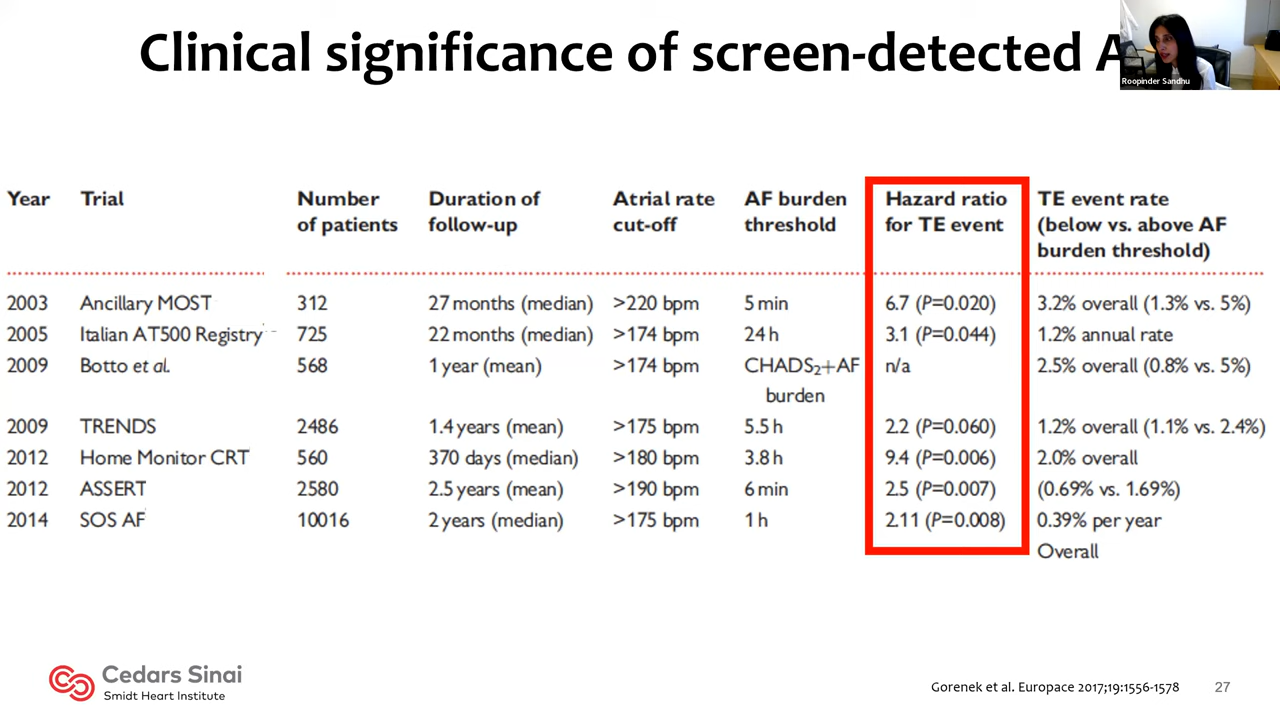 Clinical significance of screen-detected A
Roopinder Sandhu
Year Trial Number of patients Duration of follow-up Atrial rate cut-off AF burden threshold Hazard ratio for TE event TE event rate (below vs. above AF burden threshold)
2003 Ancillary MOST 312 27 months (median) >220 bpm 5 min 6.7 (P=0.020) 3.2% overall (1.3% vs. 5%)
2005 Italian AT500 Registry 725 22 months (median) >174 bpm 24 h 3.1 (P=0.044) 1.2% annual rate
2009 Botto et al. 568 1 year (mean) >174 bpm CHADS₂+AF burden n/a 2.5% overall (0.8% vs. 5%)
2009 TRENDS 2486 1.4 years (mean) >175 bpm 5.5 h 2.2 (P=0.060) 1.2% overall (1.1% vs. 2.4%)
2012 Home Monitor CRT 560 370 days (median) >180 bpm 3.8 h 9.4 (P=0.006) 2.0% overall
2012 ASSERT 2580 2.5 years (mean) >190 bpm 6 min 2.5 (P=0.007) (0.69% vs. 1.69%)
2014 SOS AF 10016 2 years (median) >175 bpm 1 h 2.11 (P=0.008) 0.39% per year
Overall
Cedars Sinai
Smidt Heart Institute
Gorenek et al. Europace 2017;19:1556-1578 27